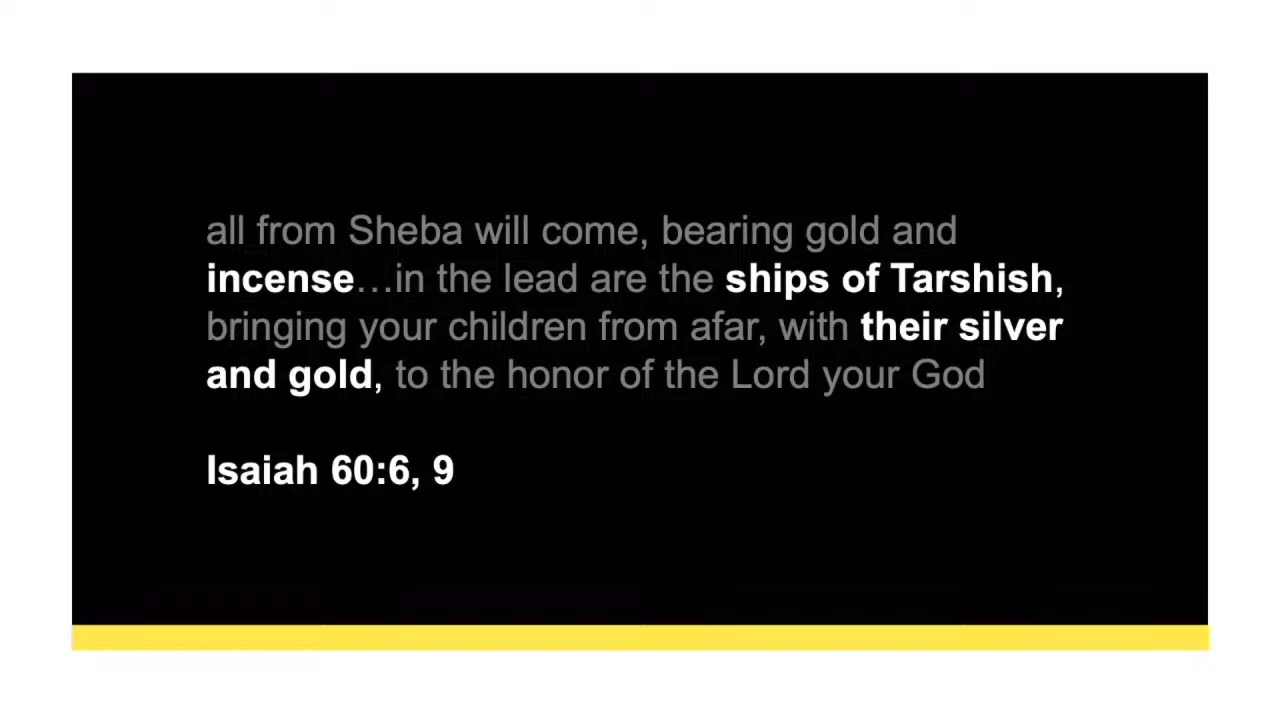 all from Sheba will come, bearing gold and
incense…in the lead are the ships of Tarshish,
bringing your children from afar, with their silver
and gold, to the honor of the Lord your God
Isaiah 60:6, 9